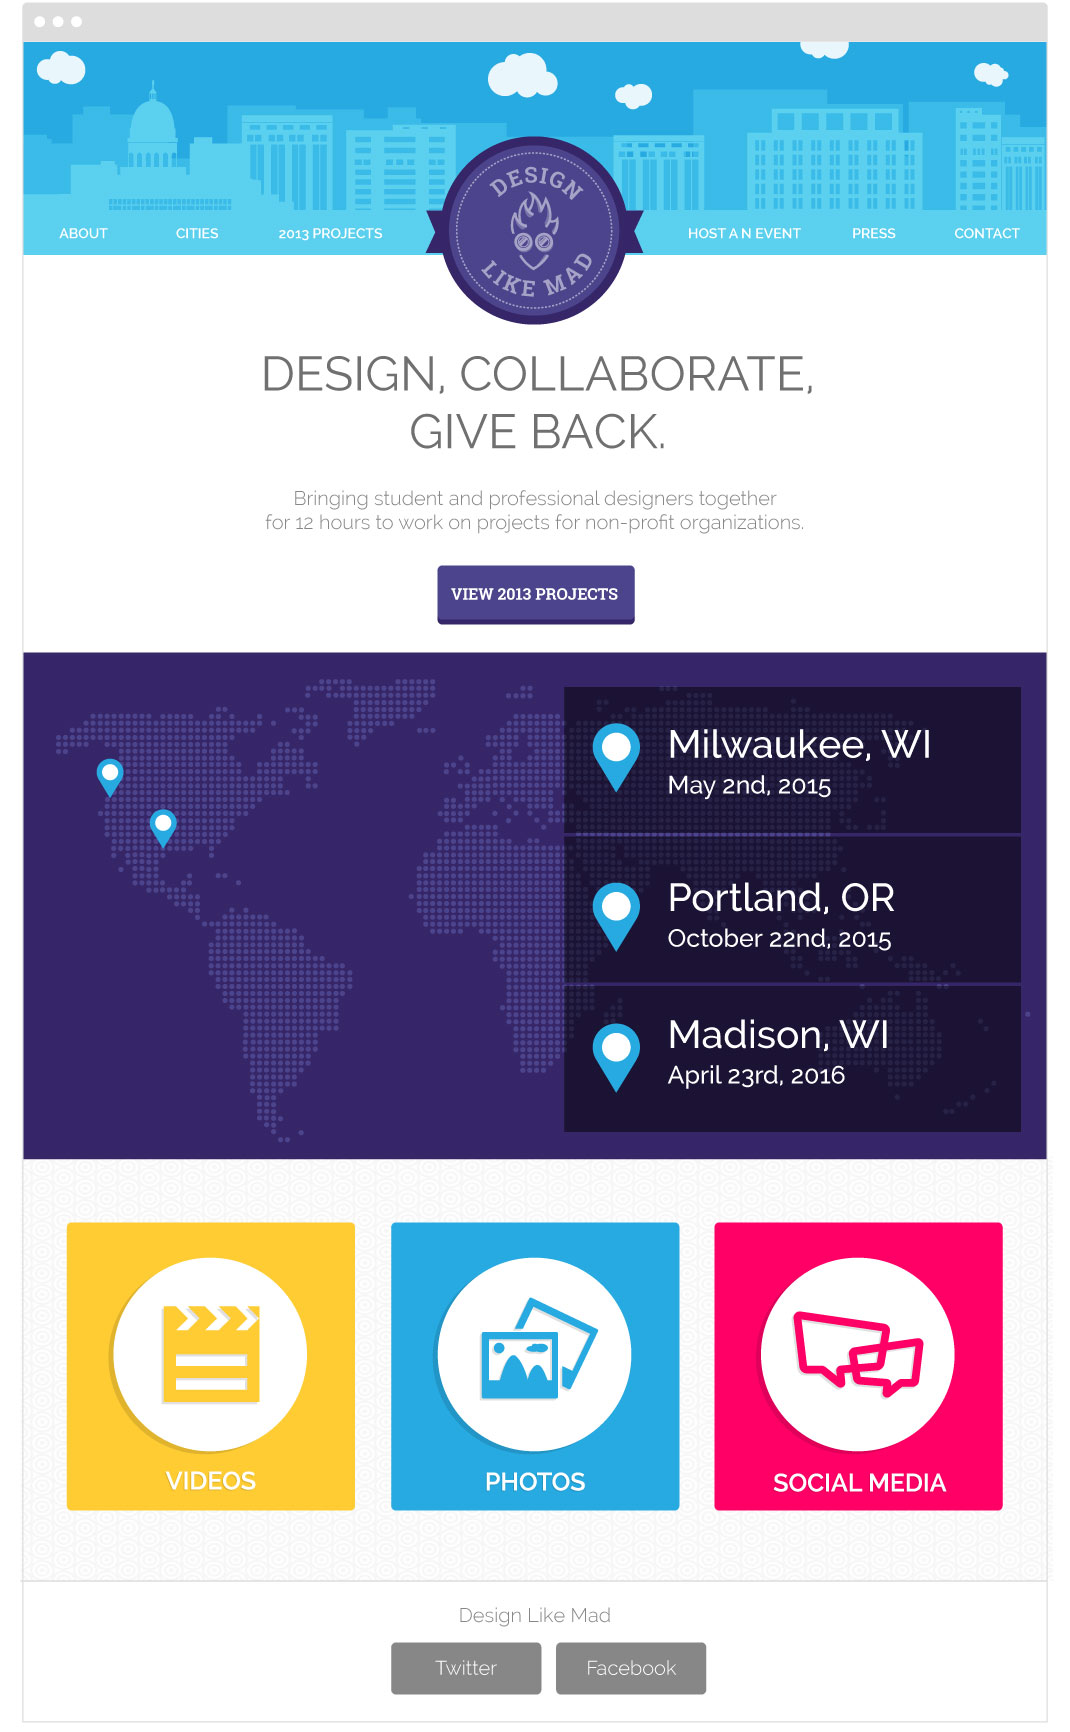 DESIGN
LIKE MAD
ABOUT
CITIES
2013 PROJECTS
HOST A N EVENT
PRESS
CONTACT
DESIGN, COLLABORATE,
GIVE BACK.
Bringing student and professional designers together
for 12 hours to work on projects for non-profit organizations.
VIEW 2013 PROJECTS
Milwaukee, WI
May 2nd, 2015
Portland, OR
October 22nd, 2015
Madison, WI
April 23rd, 2016
VIDEOS
PHOTOS
SOCIAL MEDIA
Design Like Mad
Twitter
Facebook